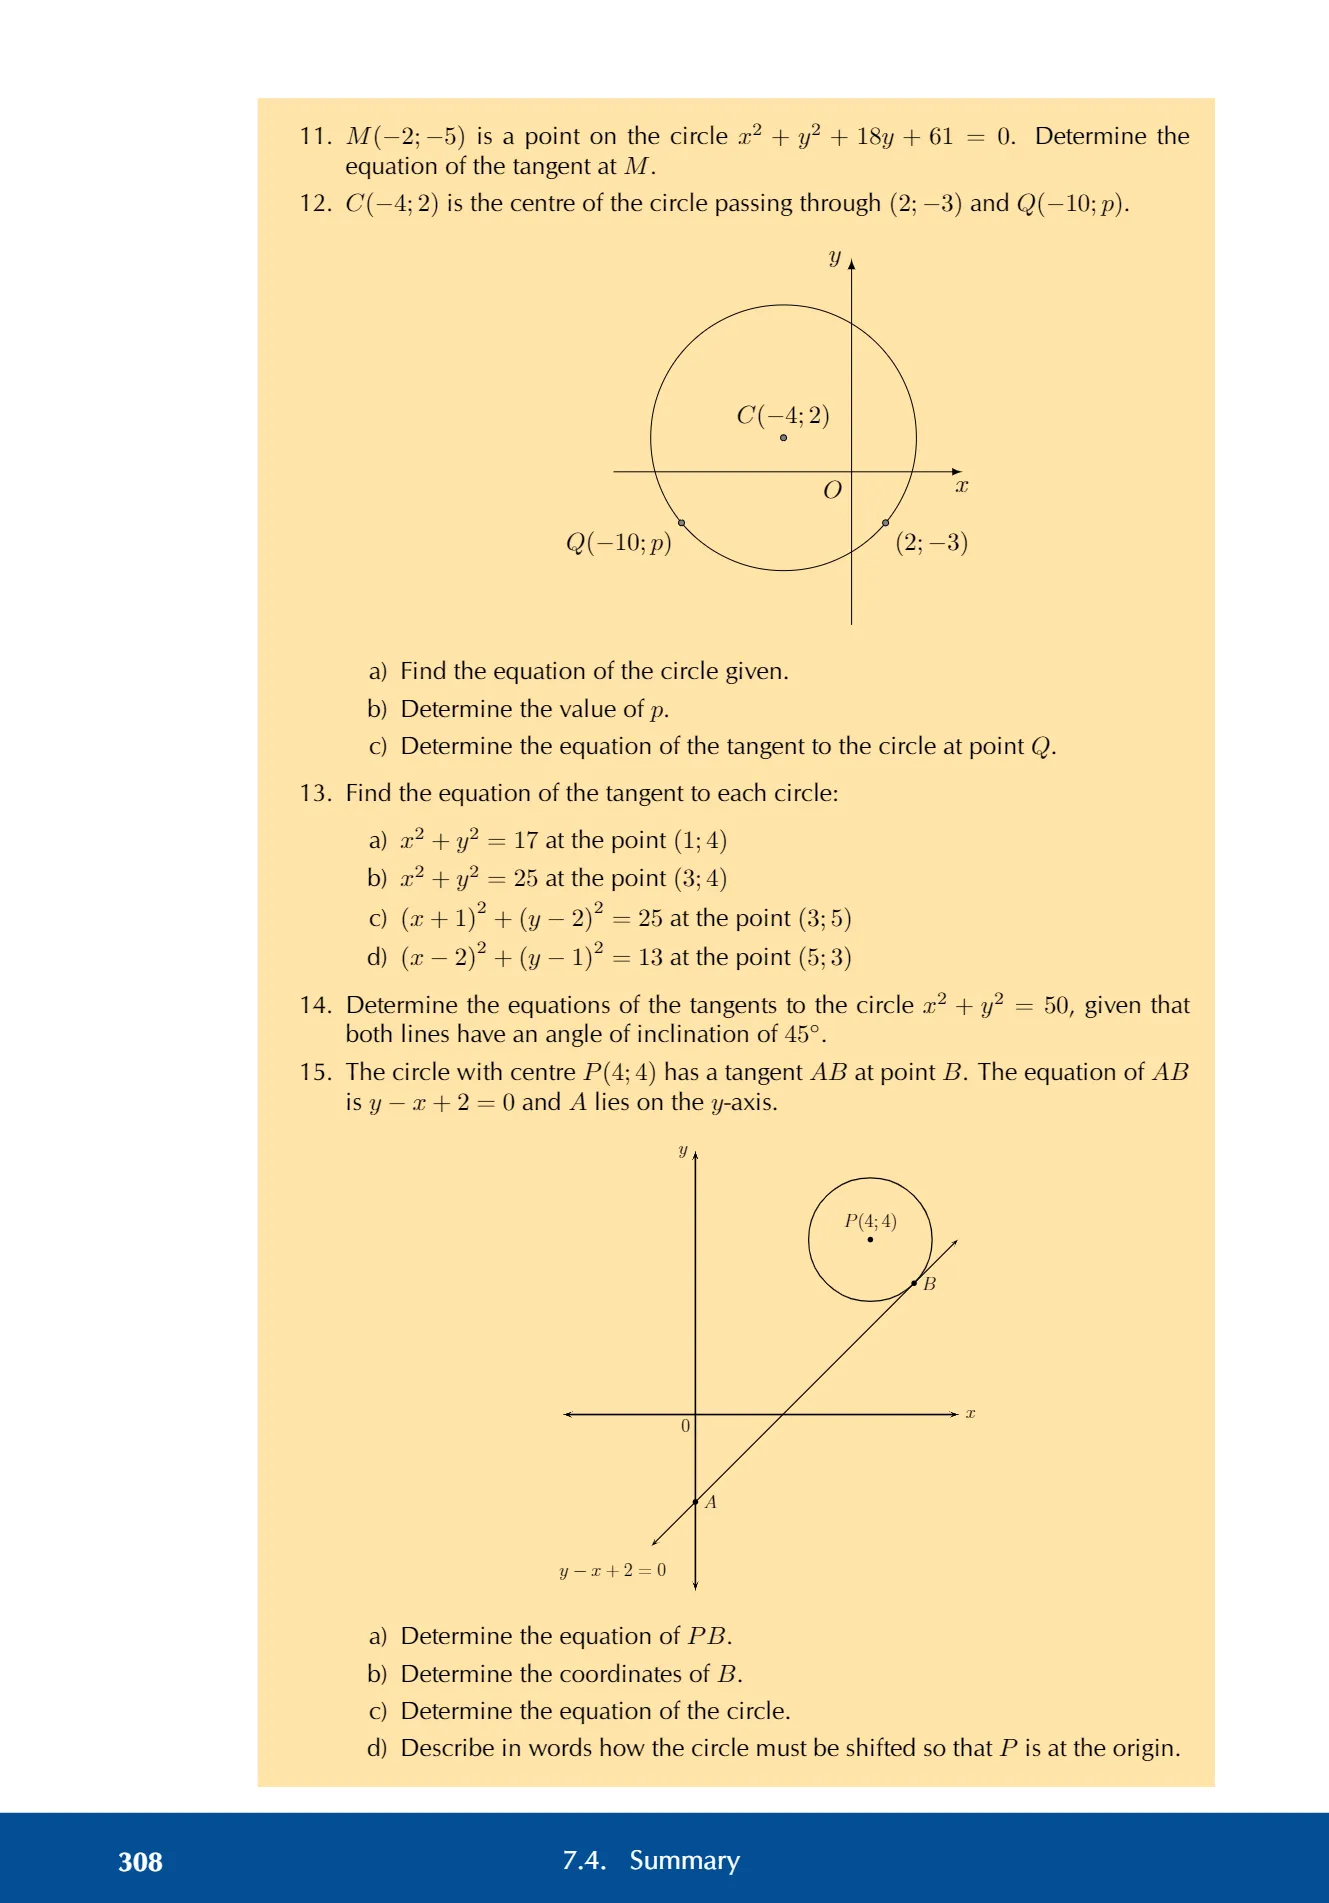 11. M(−2; −5) is a point on the circle x² + y² + 18y + 61 = 0. Determine the
equation of the tangent at M.
12. C(−4; 2) is the centre of the circle passing through (2; −3) and Q(−10; p).
y
C(−4; 2)
O
x
Q(−10; p)
(2; −3)
a) Find the equation of the circle given.
b) Determine the value of p.
c) Determine the equation of the tangent to the circle at point Q.
13. Find the equation of the tangent to each circle:
a) x² + y² = 17 at the point (1; 4)
b) x² + y² = 25 at the point (3; 4)
c) (x + 1)² + (y − 2)² = 25 at the point (3; 5)
d) (x − 2)² + (y − 1)² = 13 at the point (5; 3)
14. Determine the equations of the tangents to the circle x² + y² = 50, given that
both lines have an angle of inclination of 45°.
15. The circle with centre P(4; 4) has a tangent AB at point B. The equation of AB
is y − x + 2 = 0 and A lies on the y-axis.
y
P(4; 4)
B
x
0
A
y − x + 2 = 0
a) Determine the equation of PB.
b) Determine the coordinates of B.
c) Determine the equation of the circle.
d) Describe in words how the circle must be shifted so that P is at the origin.
308 7.4. Summary